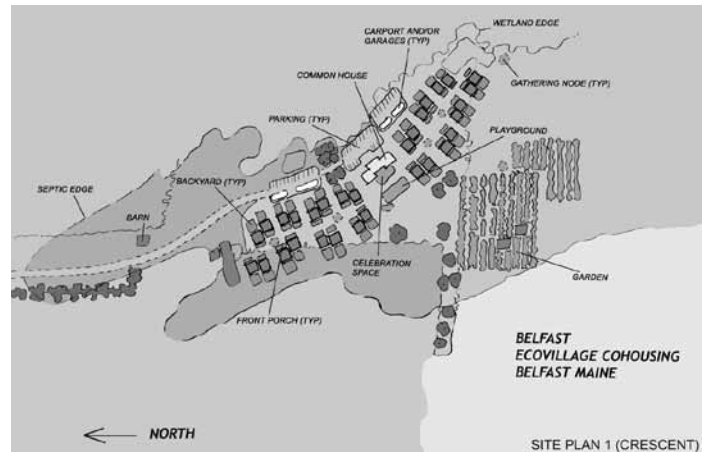 WETLAND EDGE
CARPORT AND/OR
GARAGES (TYP)
COMMON HOUSE
GATHERING NODE (TYP)
PARKING (TYP)
PLAYGROUND
BACKYARD (TYP)
SEPTIC EDGE
BARN
CELEBRATION
SPACE
GARDEN
FRONT PORCH (TYP)
BELFAST
ECOVILLAGE COHOUSING
BELFAST MAINE
NORTH
SITE PLAN 1 (CRESCENT)